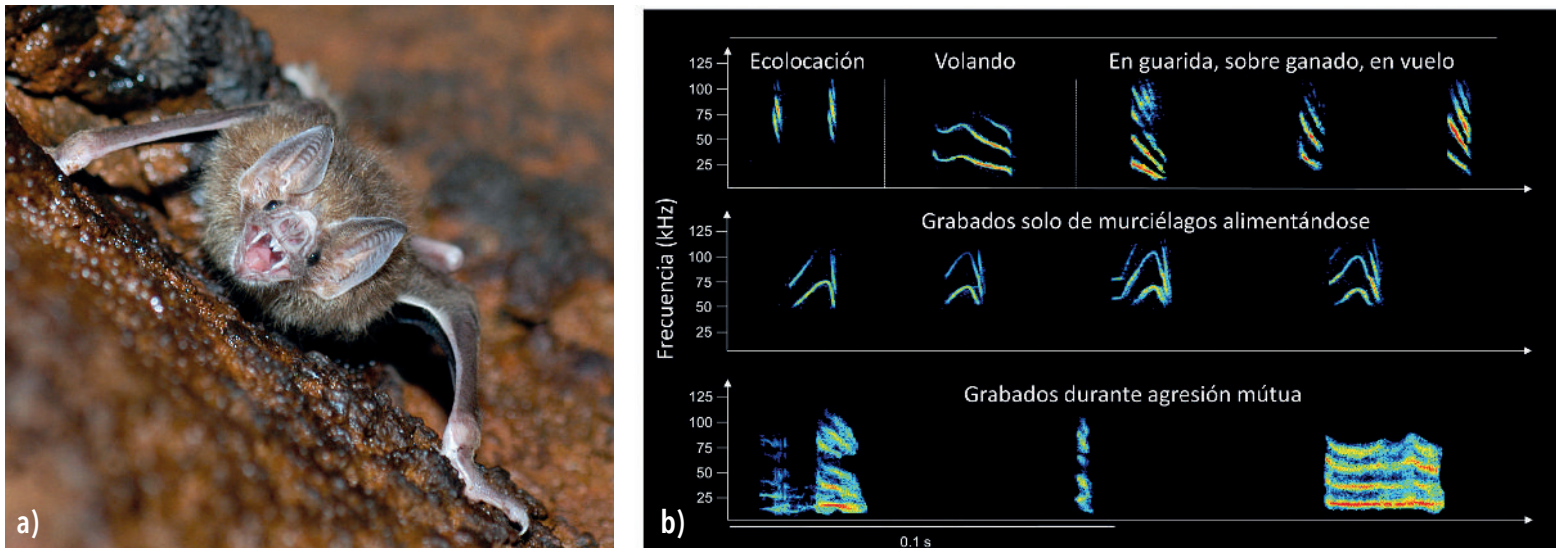 a)
Frecuencia (kHz)
Ecolocación Volando En guarida, sobre ganado, en vuelo
125
100
75
50
25
Grabados solo de murciélagos alimentándose
125
100
75
50
25
Grabados durante agresión mútua
125
100
75
50
25
0.1 s
b)